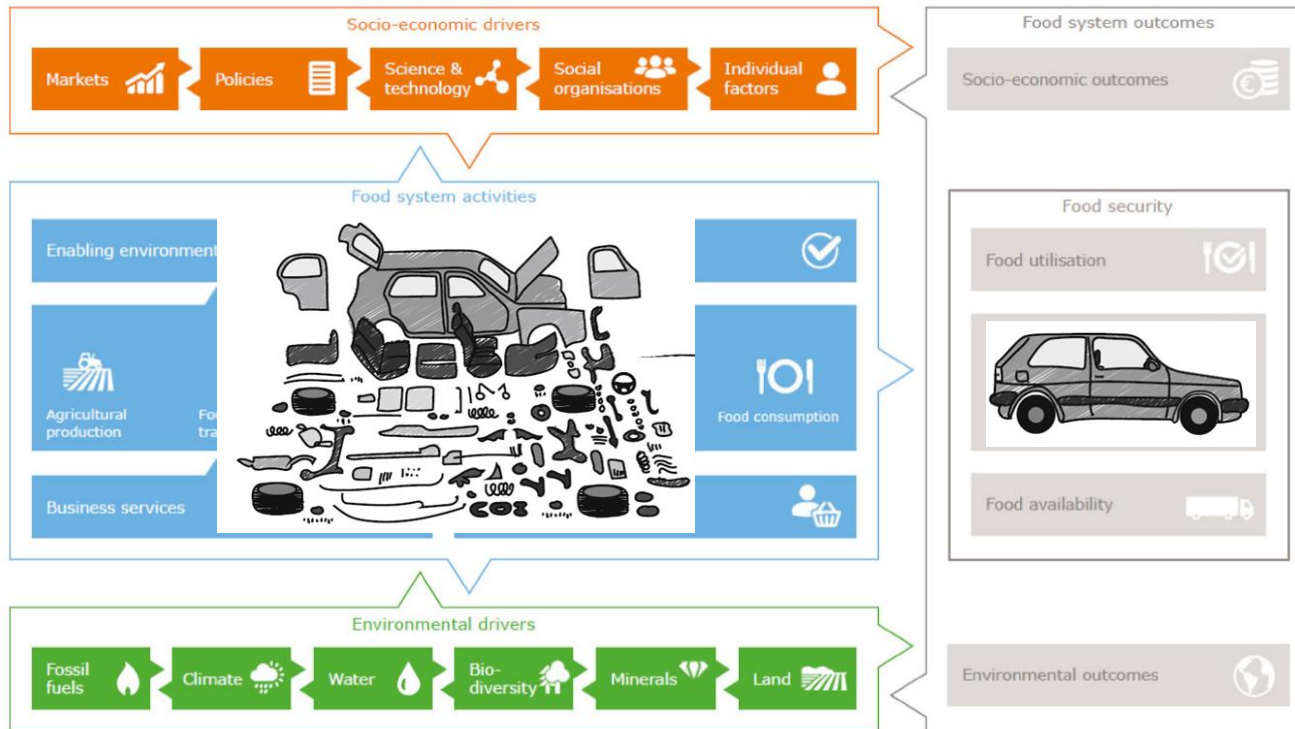 Socio-economic drivers
Markets
Policies
Science &
technology
Social
organisations
Individual
factors
Food system activities
Enabling environment
Agricultural
production
Food consumption
Business services
Environmental drivers
Fossil
fuels
Climate
Water
Bio-
diversity
Minerals
Land
Food system outcomes
Socio-economic outcomes
Food security
Food utilisation
Food availability
Environmental outcomes